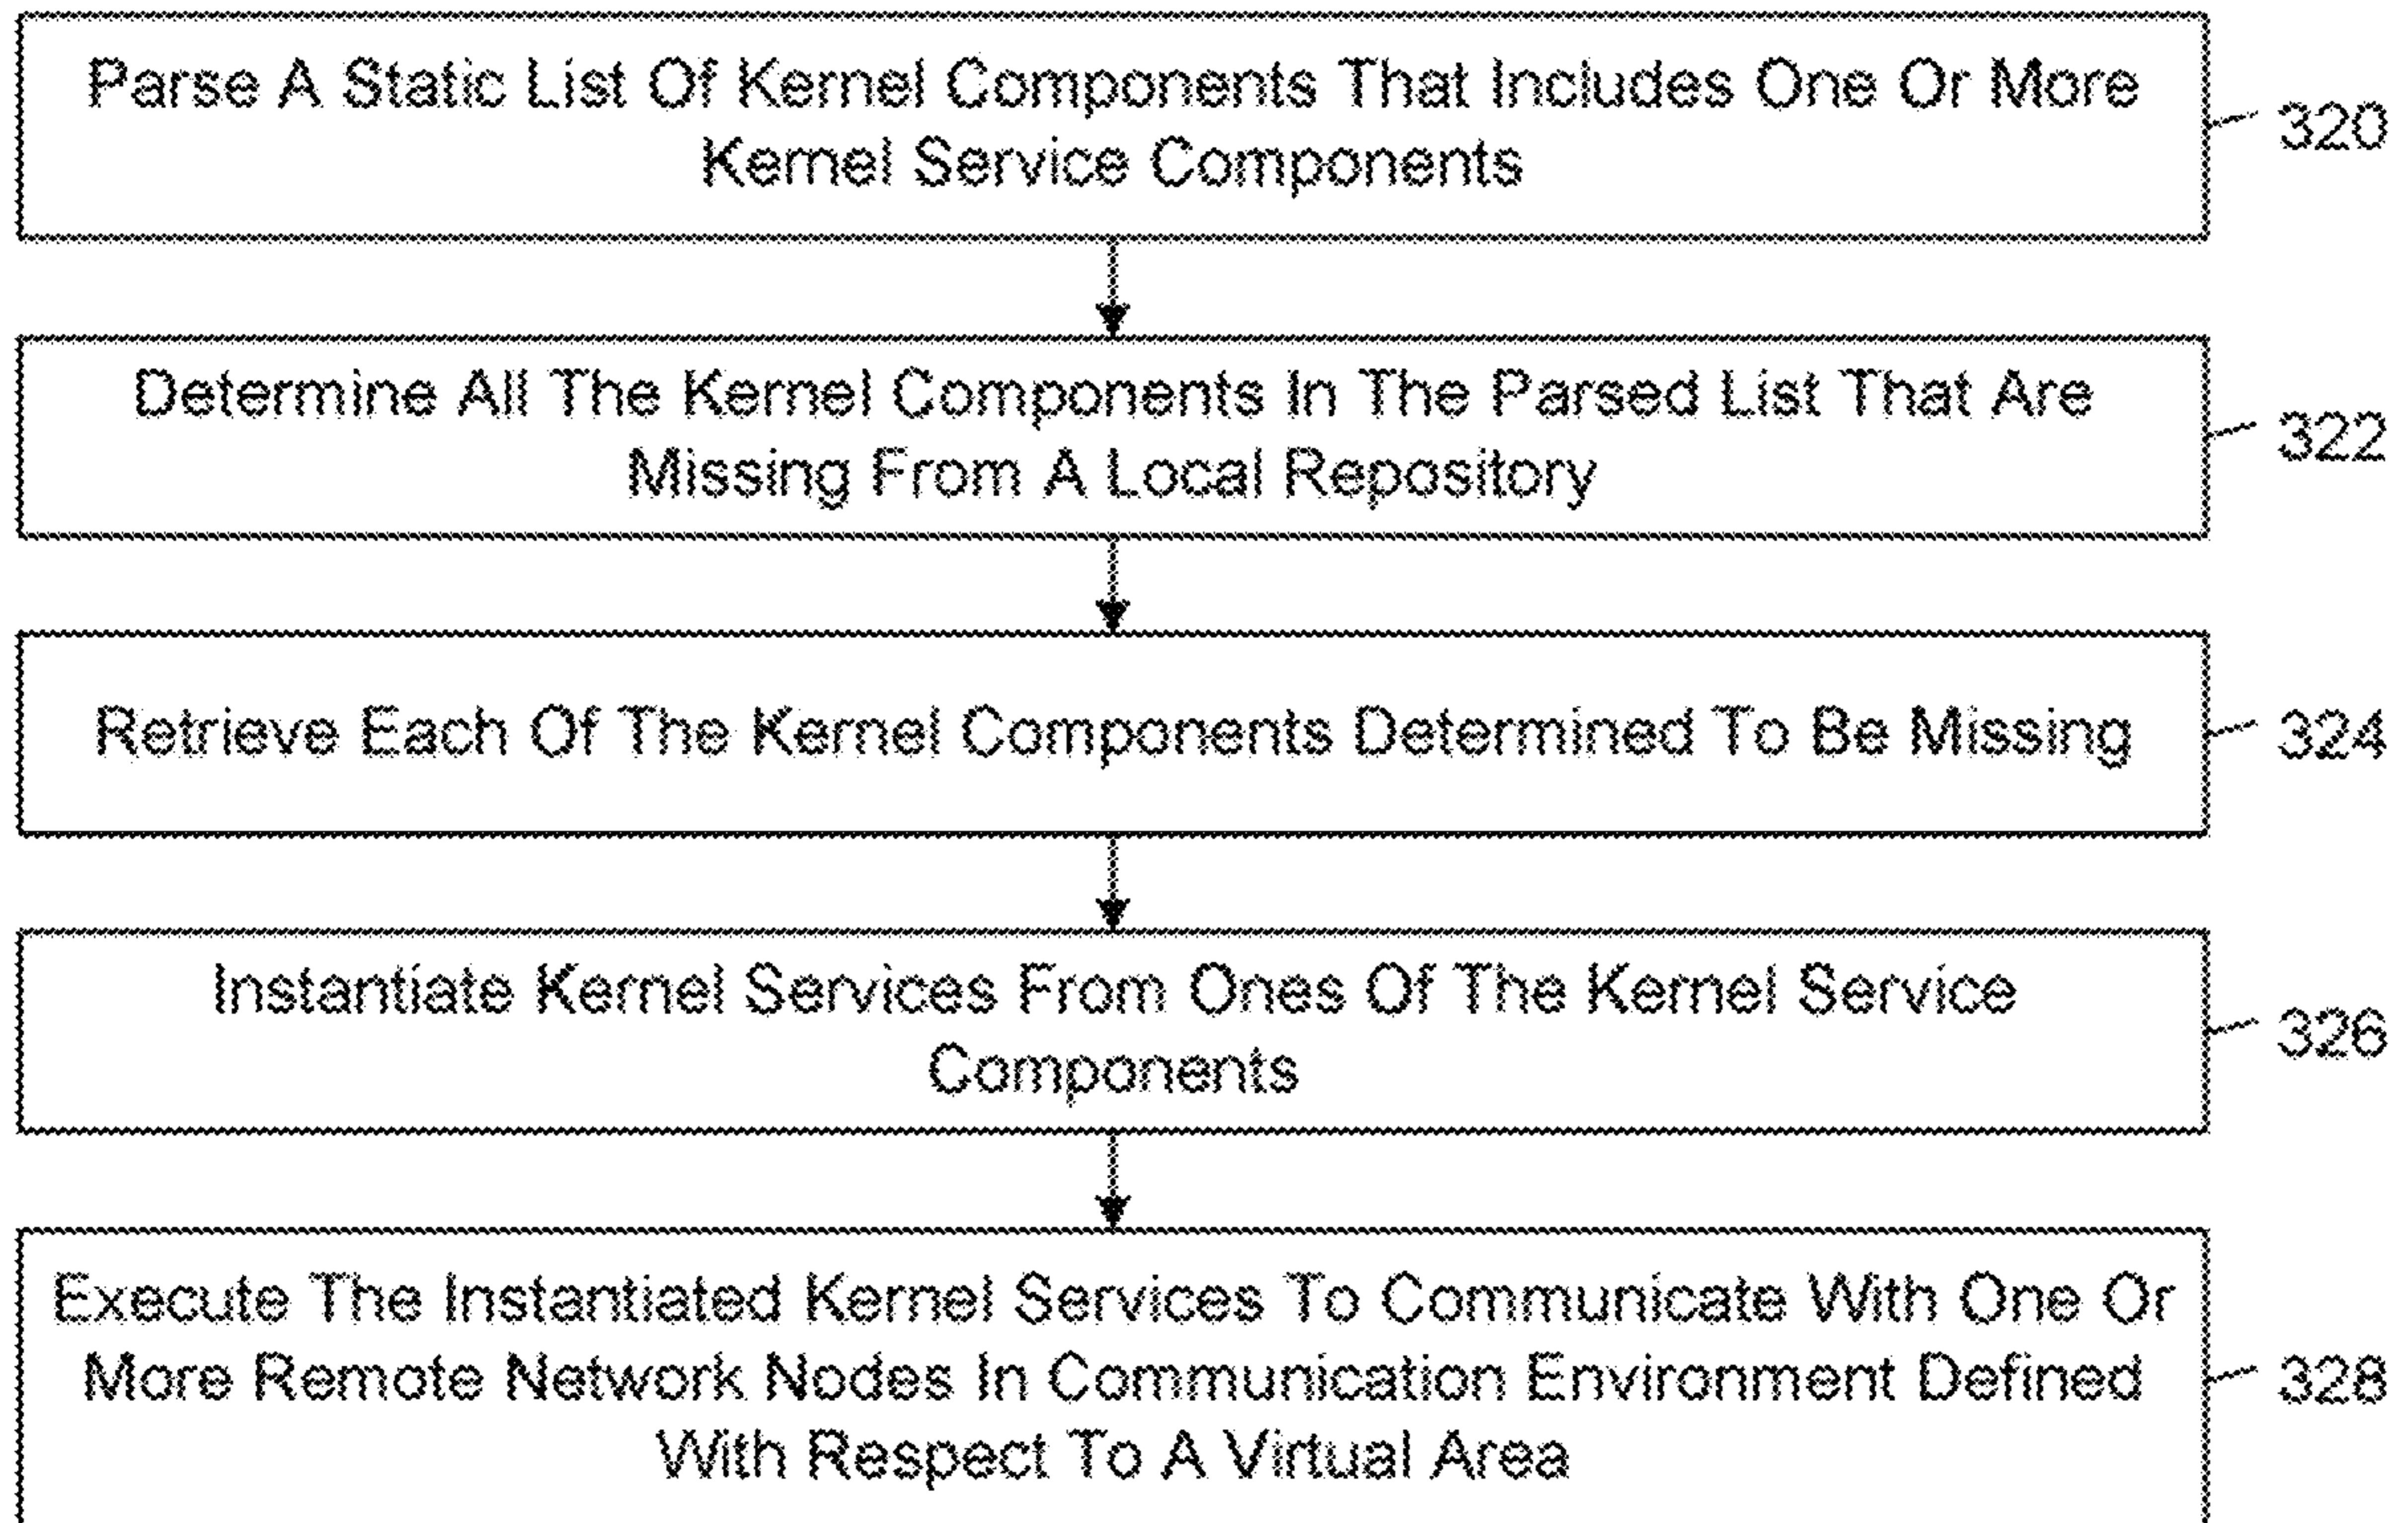 Parse A Static List Of Kernel Components That Includes One Or More
Kernel Service Components
320
Determine All The Kernel Components In The Parsed List That Are
Missing From A Local Repository
322
Retrieve Each Of The Kernel Components Determined To Be Missing
324
Instantiate Kernel Services From Ones Of The Kernel Service
Components
326
Execute The Instantiated Kernel Services To Communicate With One Or
More Remote Network Nodes In Communication Environment Defined
With Respect To A Virtual Area
328